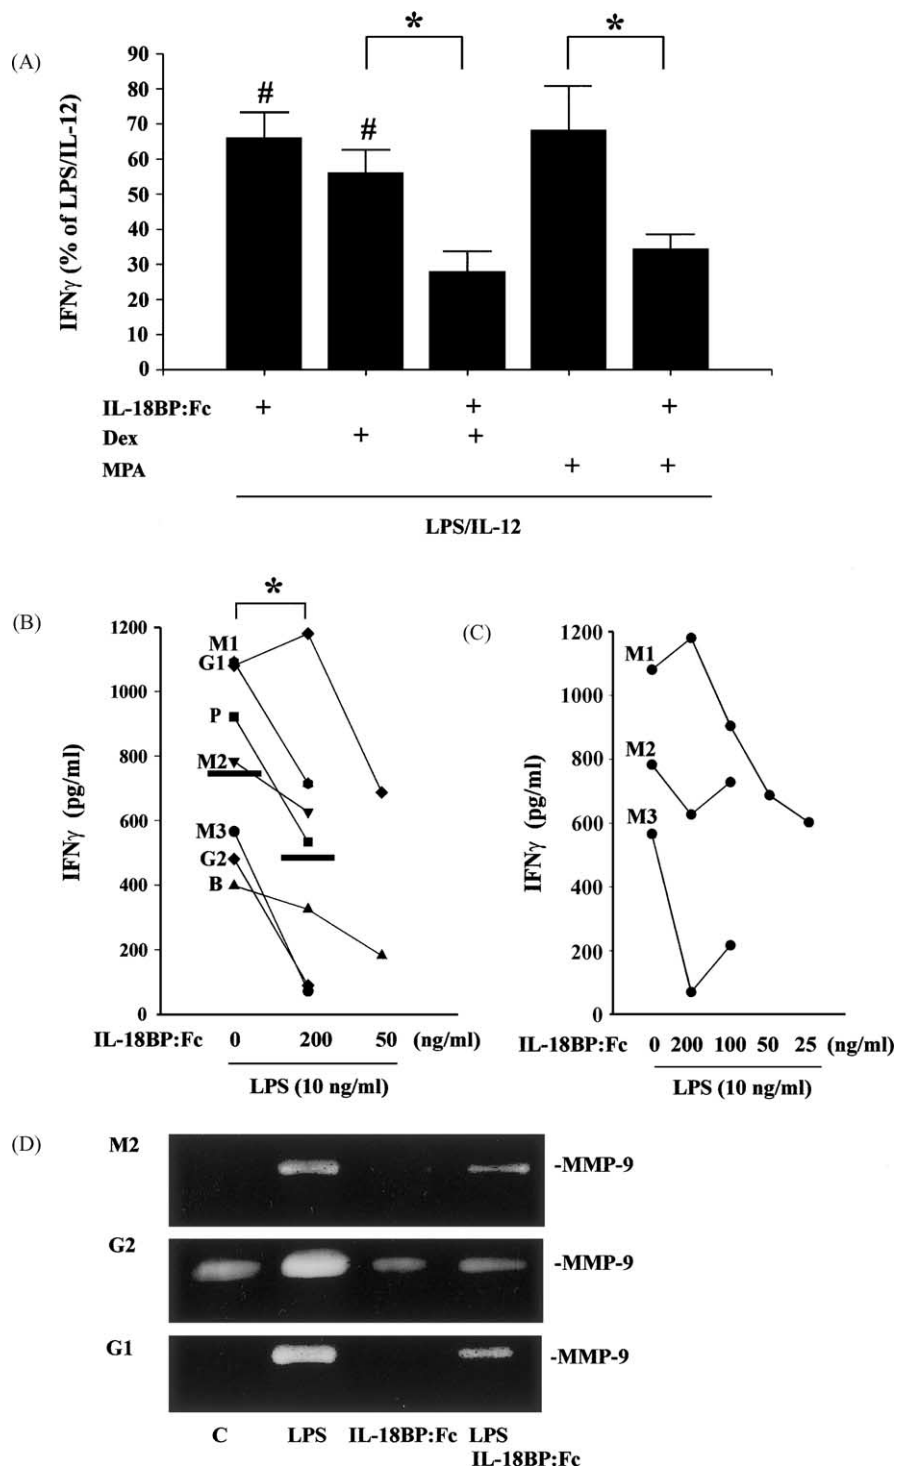 (A)
IFNγ (% of LPS/IL-12)
90
80
70
60
50
40
30
20
10
0
#
#
*
*
IL-18BP:Fc + + +
Dex + +
MPA + +
LPS/IL-12
(B)
IFNγ (pg/ml)
1200
1000
800
600
400
200
0
*
M1
G1
P
M2
M3
G2
B
IL-18BP:Fc 0 200 50 (ng/ml)
LPS (10 ng/ml)
(C)
IFNγ (pg/ml)
1200
1000
800
600
400
200
0
M1
M2
M3
IL-18BP:Fc 0 200 100 50 25 (ng/ml)
LPS (10 ng/ml)
(D)
M2 -MMP-9
G2 -MMP-9
G1 -MMP-9
C LPS IL-18BP:Fc LPS
IL-18BP:Fc